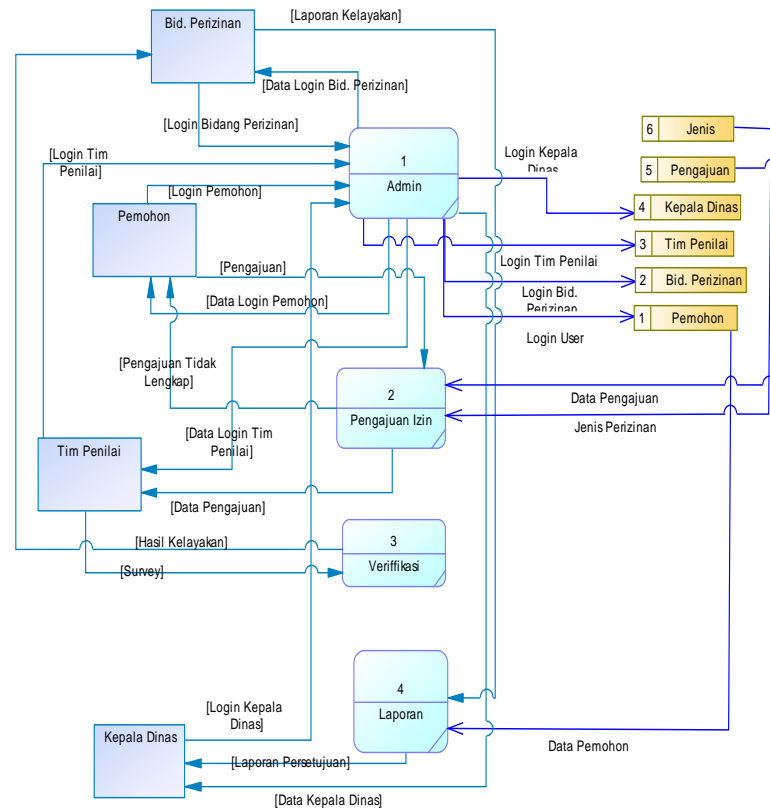 Bid. Perizinan
[Laporan Kelayakan]
[Data Login Bid. Perizinan]
[Login Bidang Perizinan]
[Login Tim
Penilai]
1
Admin
[Login Pemohon]
Pemohon
[Pengajuan]
[Data Login Pemohon]
Login Kepala
Dinas
6 Jenis
5 Pengajuan
4 Kepala Dinas
3 Tim Penilai
Login Tim Penilai
2 Bid. Perizinan
Login Bid.
Perizinan
1 Pemohon
Login User
[Pengajuan Tidak
Lengkap]
2
Pengajuan Izin
Data Pengajuan
Jenis Perizinan
[Data Login Tim
Penilai]
Tim Penilai
[Data Pengajuan]
[Hasil Kelayakan]
3
Veriffikasi
[Survey]
4
Laporan
[Login Kepala
Dinas]
Kepala Dinas
[Laporan Persetujuan]
Data Pemohon
[Data Kepala Dinas]